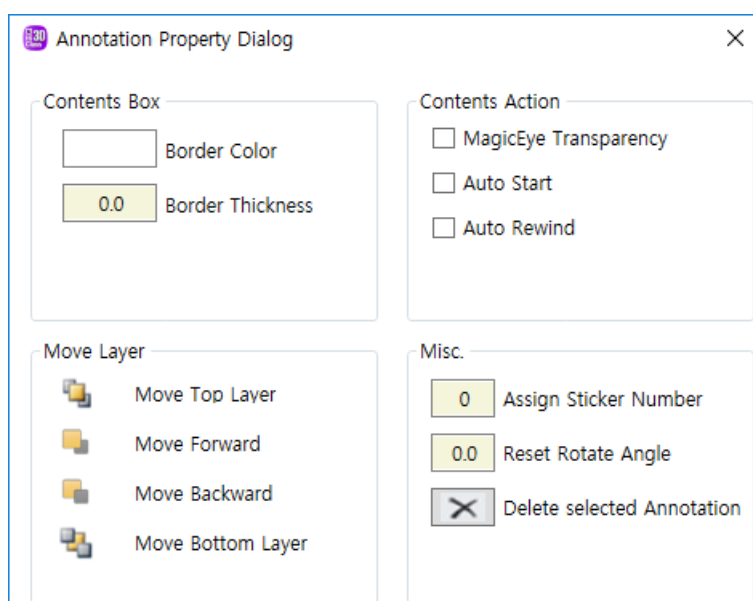 Annotation Property Dialog
Contents Box
Border Color
0.0 Border Thickness
Contents Action
MagicEye Transparency
Auto Start
Auto Rewind
Move Layer
Move Top Layer
Move Forward
Move Backward
Move Bottom Layer
Misc.
0 Assign Sticker Number
0.0 Reset Rotate Angle
Delete selected Annotation